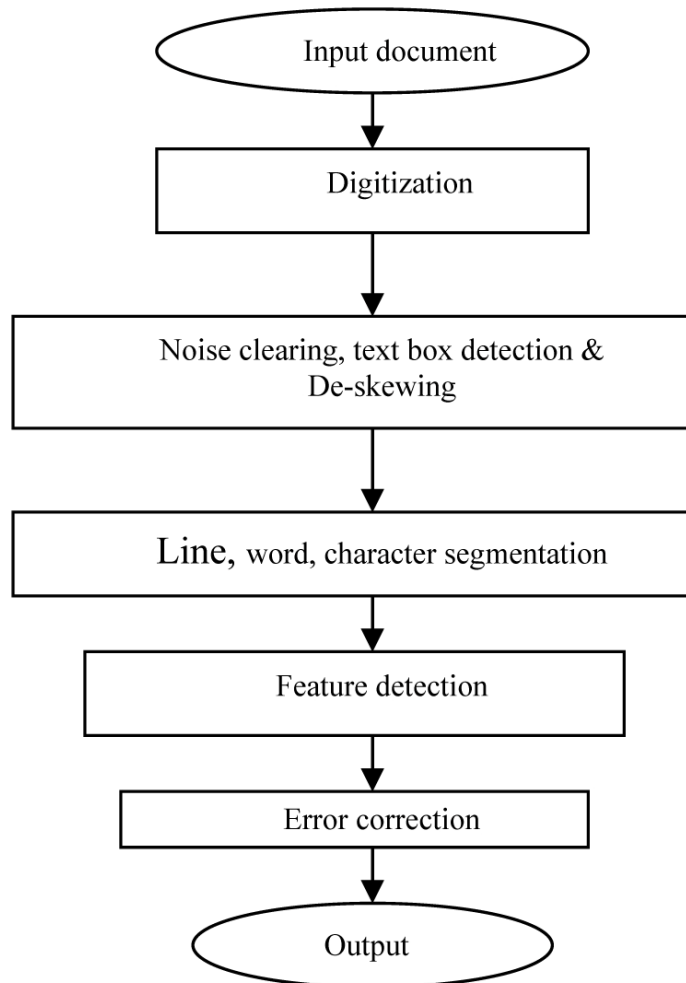 Input document
Digitization
Noise clearing, text box detection &
De-skewing
Line, word, character segmentation
Feature detection
Error correction
Output